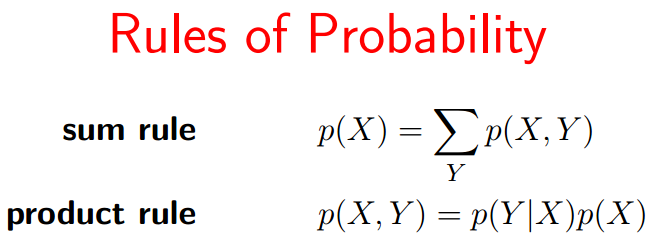 Rules of Probability
sum rule p(X) = ∑_Y p(X, Y)
product rule p(X, Y) = p(Y|X)p(X)